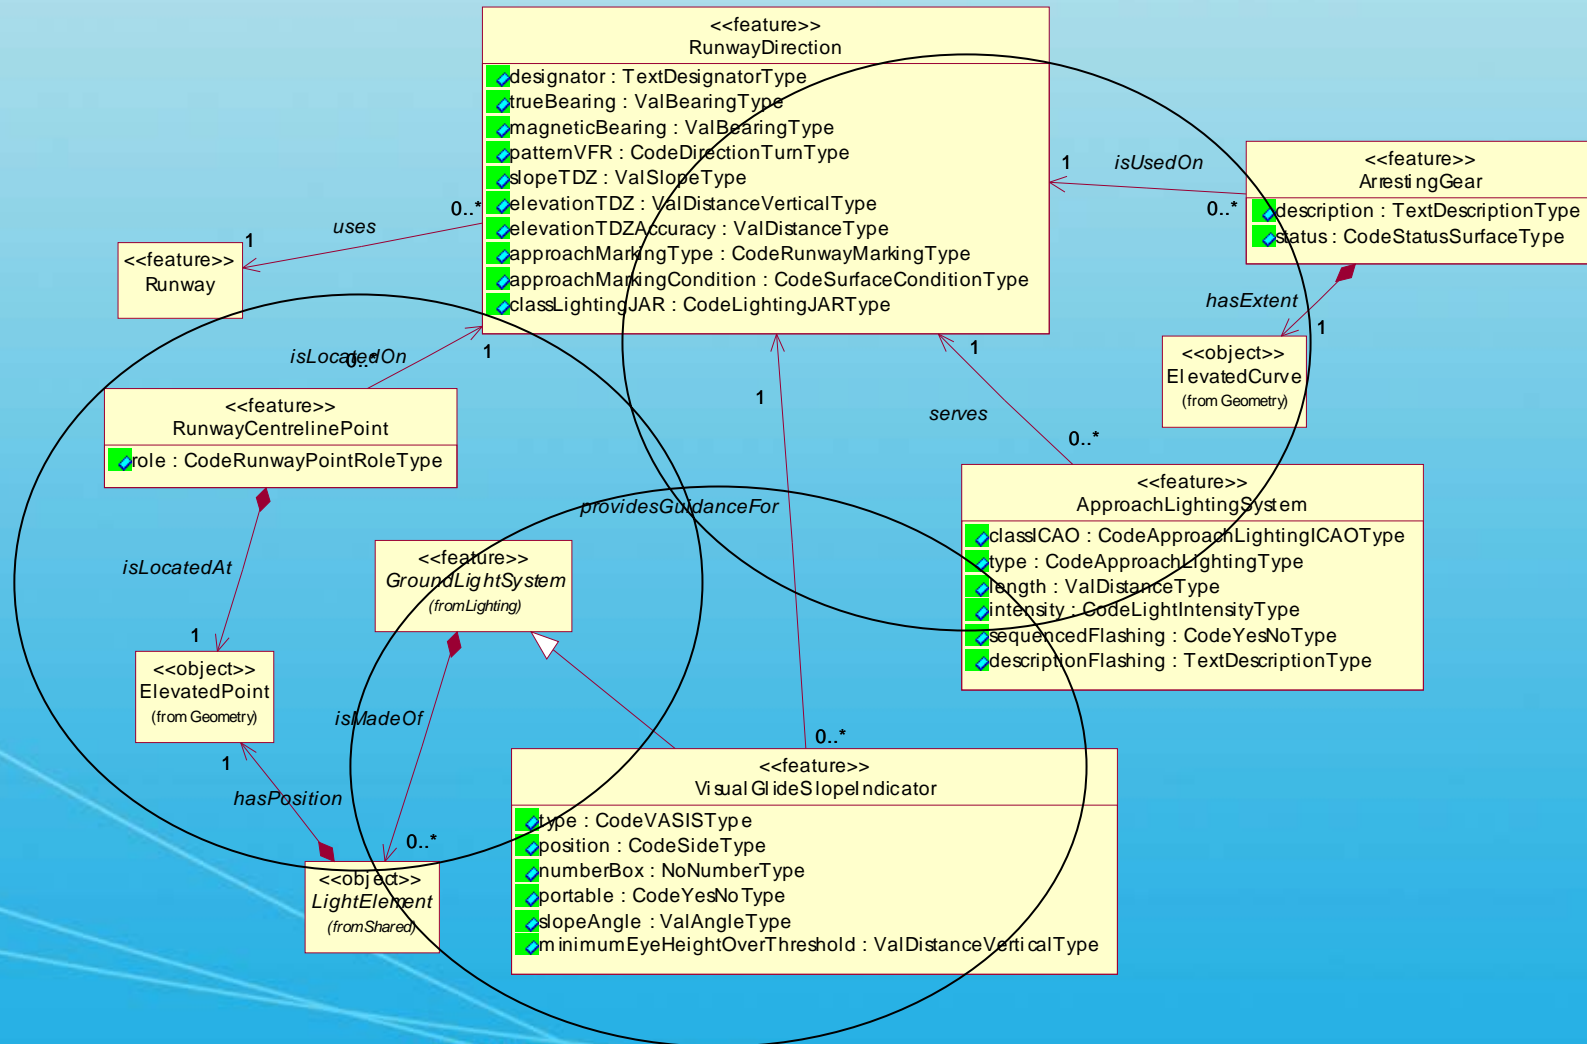 <<feature>>
RunwayDirection
designator : TextDesignatorType
trueBearing : ValBearingType
magneticBearing : ValBearingType
patternVFR : CodeDirectionTurnType
slopeTDZ : ValSlopeType
elevationTDZ : ValDistanceVerticalType
elevationTDZAccuracy : ValDistanceType
approachMarkingType : CodeRunwayMarkingType
approachMarkingCondition : CodeSurfaceConditionType
classLightingJAR : CodeLightingJARType
1
isUsedOn
0..*
<<feature>>
ArrestingGear
description : TextDescriptionType
status : CodeStatusSurfaceType
0..*
uses
1
<<feature>>
Runway
hasExtent
1
<<object>>
ElevatedCurve
(from Geometry)
isLocatedOn
0..*
1
<<feature>>
RunwayCentrelinePoint
role : CodeRunwayPointRoleType
1
1
serves
0..*
<<feature>>
ApproachLightingSystem
classICAO : CodeApproachLightingICAOType
type : CodeApproachLightingType
length : ValDistanceType
intensity : CodeLightIntensityType
sequencedFlashing : CodeYesNoType
descriptionFlashing : TextDescriptionType
providesGuidanceFor
<<feature>>
GroundLightSystem
(from Lighting)
isLocatedAt
1
<<object>>
ElevatedPoint
(from Geometry)
isMadeOf
0..*
1
hasPosition
0..*
<<object>>
LightElement
(from Shared)
<<feature>>
VisualGlideSlopeIndicator
type : CodeVASISType
position : CodeSideType
numberBox : NoNumberType
portable : CodeYesNoType
slopeAngle : ValAngleType
minimumEyeHeightOverThreshold : ValDistanceVerticalType